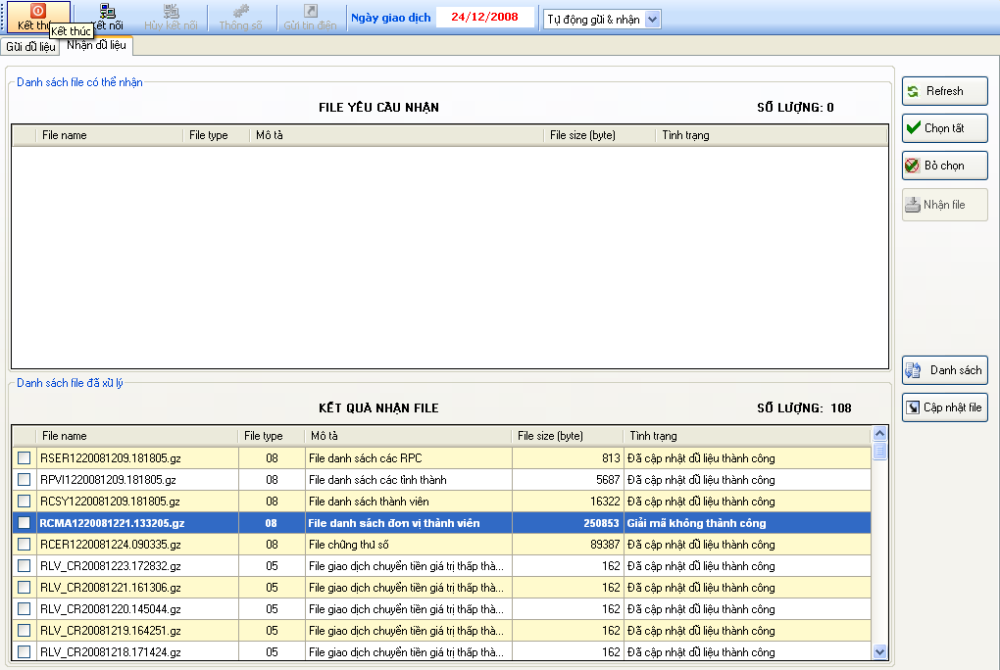 Kết thú
Kết thúc
ết nối
Hủy kết nối
Thông số
Gửi tin điện
Ngày giao dịch
24/12/2008
Tự động gửi & nhận
Gửi dữ liệu
Nhận dữ liệu
Danh sách file có thể nhận
FILE YÊU CẦU NHẬN
SỐ LƯỢNG: 0
File name File type Mô tả File size (byte) Tình trạng
Refresh
Chọn tất
Bỏ chọn
Nhận file
Danh sách
Cập nhật file
Danh sách file đã xử lý
KẾT QUẢ NHẬN FILE
SỐ LƯỢNG: 108
File name File type Mô tả File size (byte) Tình trạng
RSER1220081209.181805.gz 08 File danh sách các RPC 813 Đã cập nhật dữ liệu thành công
RPVI1220081209.181805.gz 08 File danh sách các tỉnh thành 5687 Đã cập nhật dữ liệu thành công
RCSY1220081209.181805.gz 08 File danh sách thành viên 16322 Đã cập nhật dữ liệu thành công
RCMA1220081221.133205.gz 08 File danh sách đơn vị thành viên 250853 Giải mã không thành công
RCER1220081224.090335.gz 08 File chứng thư số 89387 Đã cập nhật dữ liệu thành công
RLV_CR20081223.172832.gz 05 File giao dịch chuyển tiền giá trị thấp thà... 162 Đã cập nhật dữ liệu thành công
RLV_CR20081221.161306.gz 05 File giao dịch chuyển tiền giá trị thấp thà... 162 Đã cập nhật dữ liệu thành công
RLV_CR20081220.145044.gz 05 File giao dịch chuyển tiền giá trị thấp thà... 162 Đã cập nhật dữ liệu thành công
RLV_CR20081219.164251.gz 05 File giao dịch chuyển tiền giá trị thấp thà... 162 Đã cập nhật dữ liệu thành công
RLV_CR20081218.171424.gz 05 File giao dịch chuyển tiền giá trị thấp thà... 162 Đã cập nhật dữ liệu thành công